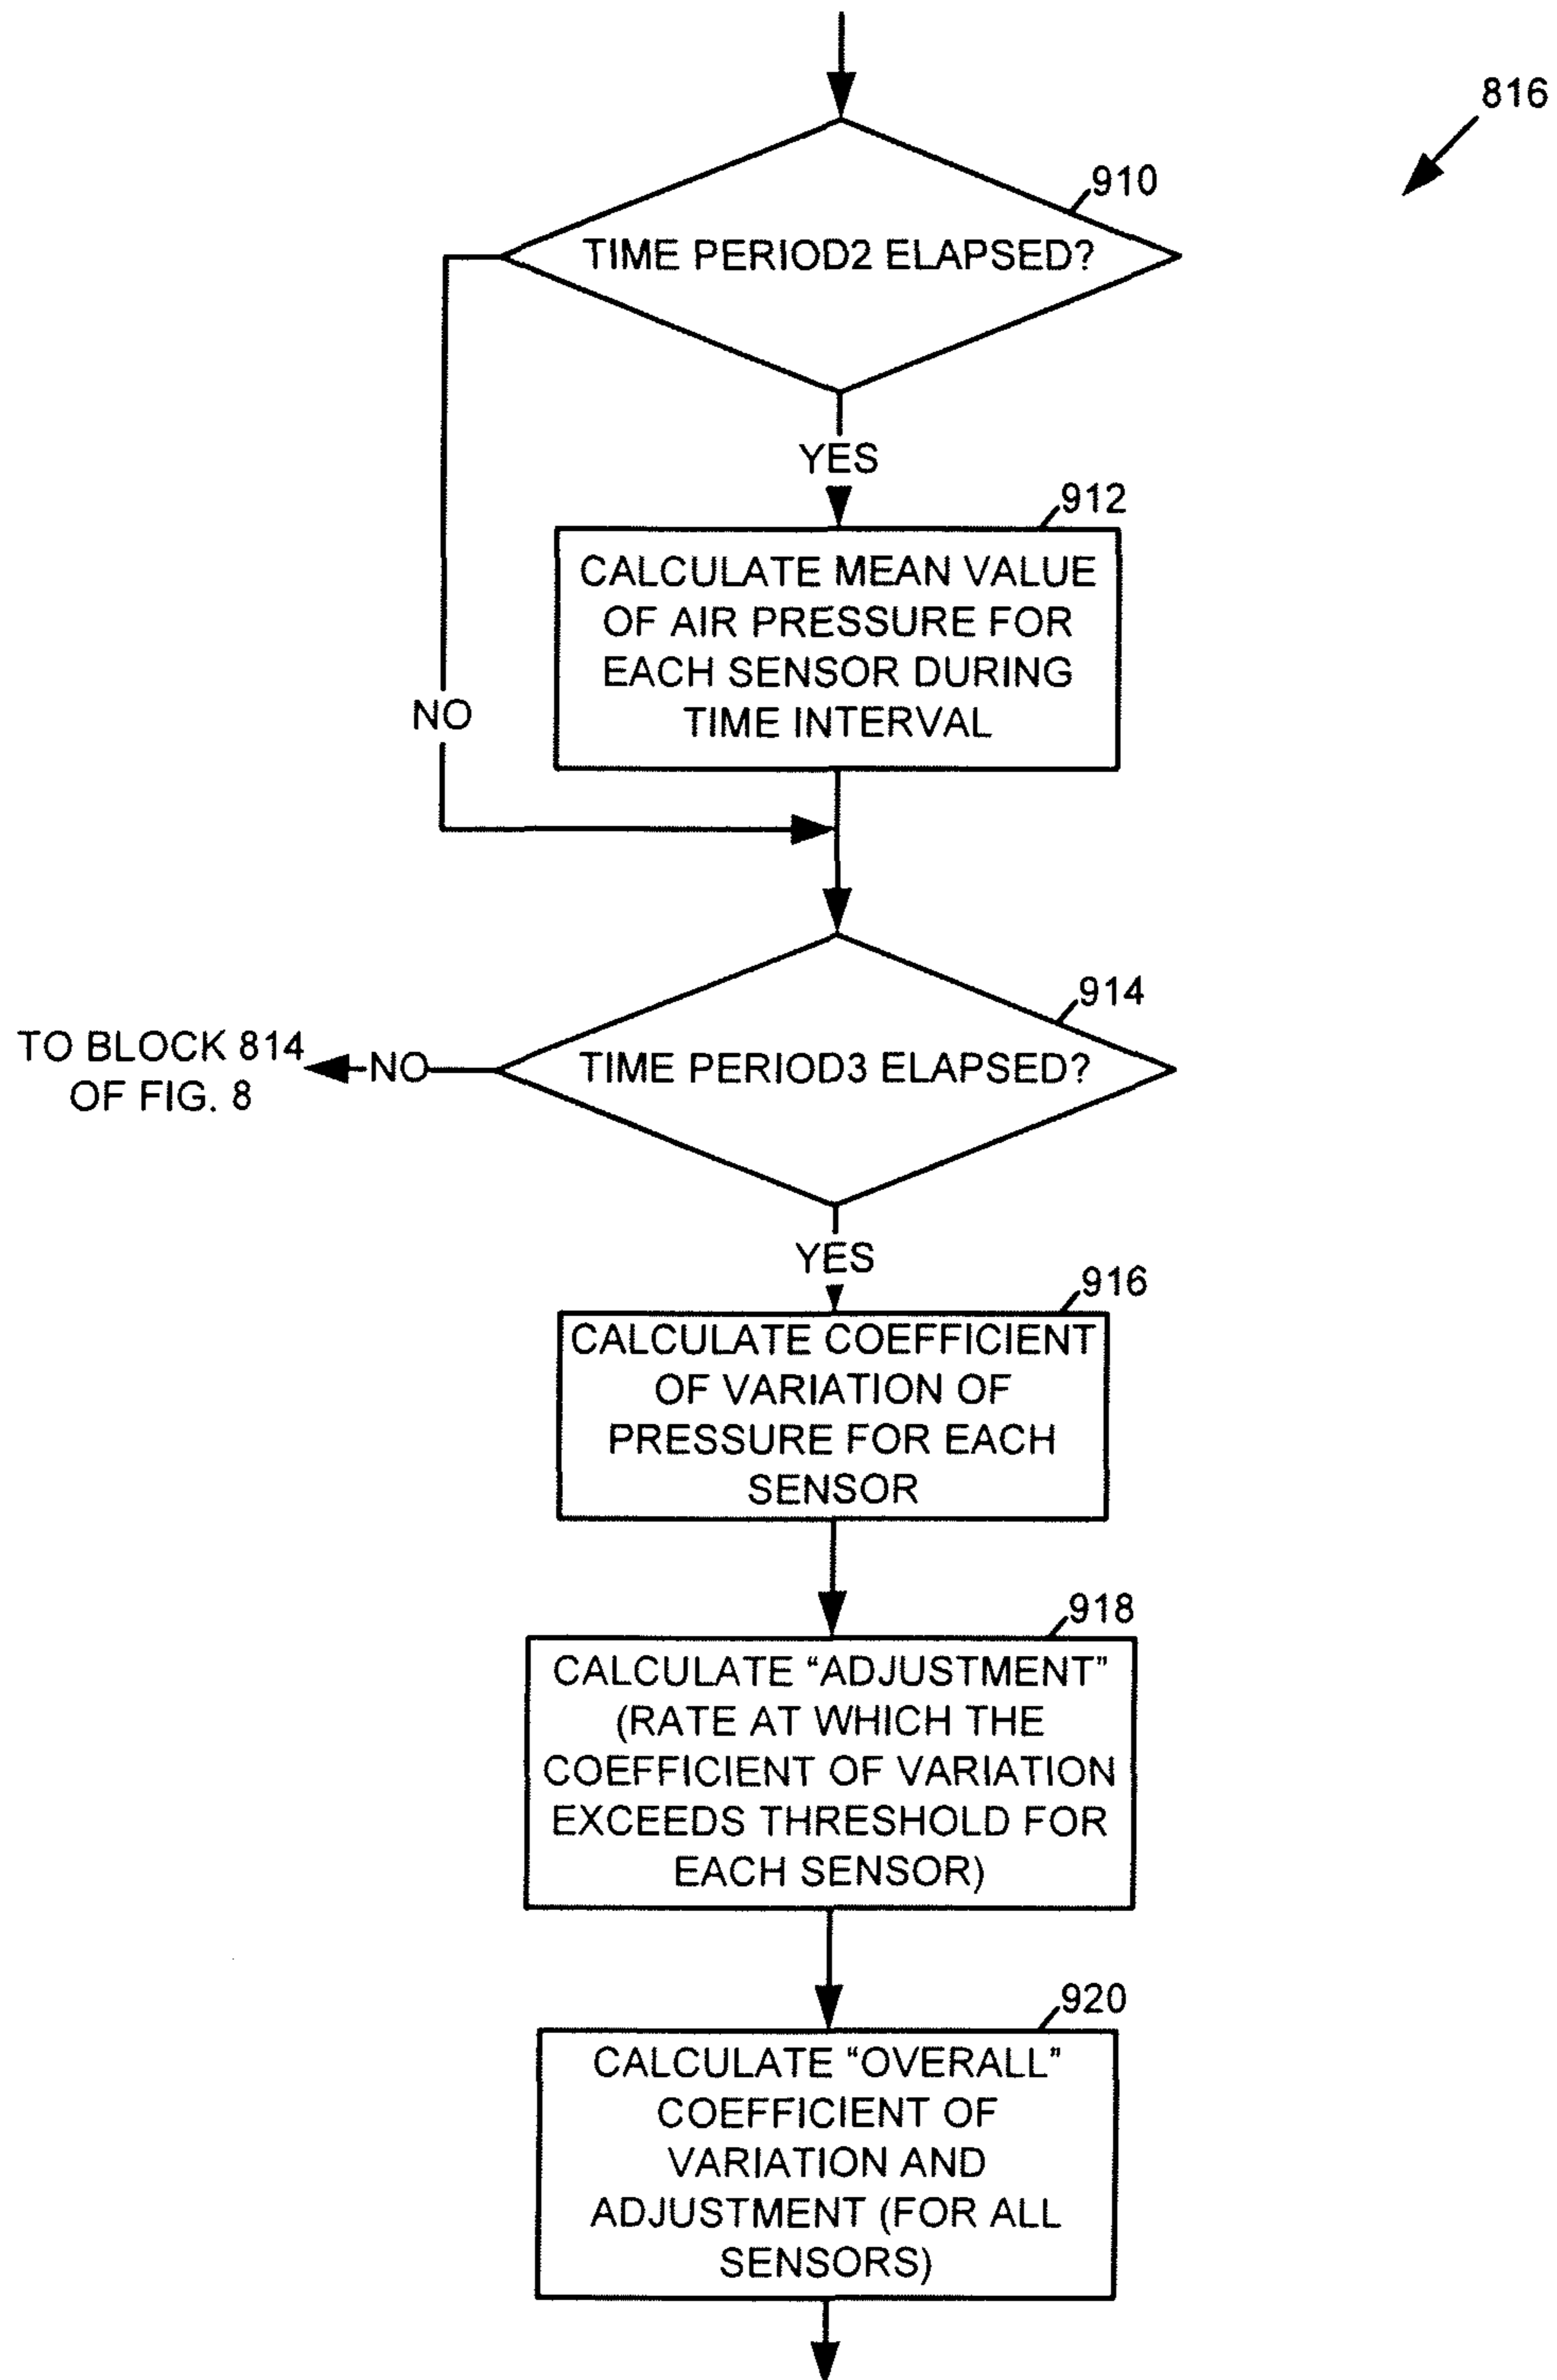 816
910
TIME PERIOD2 ELAPSED?
YES
912
CALCULATE MEAN VALUE
OF AIR PRESSURE FOR
EACH SENSOR DURING
TIME INTERVAL
NO
914
TIME PERIOD3 ELAPSED?
TO BLOCK 814
OF FIG. 8
NO
YES
916
CALCULATE COEFFICIENT
OF VARIATION OF
PRESSURE FOR EACH
SENSOR
918
CALCULATE “ADJUSTMENT”
(RATE AT WHICH THE
COEFFICIENT OF VARIATION
EXCEEDS THRESHOLD FOR
EACH SENSOR)
920
CALCULATE “OVERALL”
COEFFICIENT OF
VARIATION AND
ADJUSTMENT (FOR ALL
SENSORS)